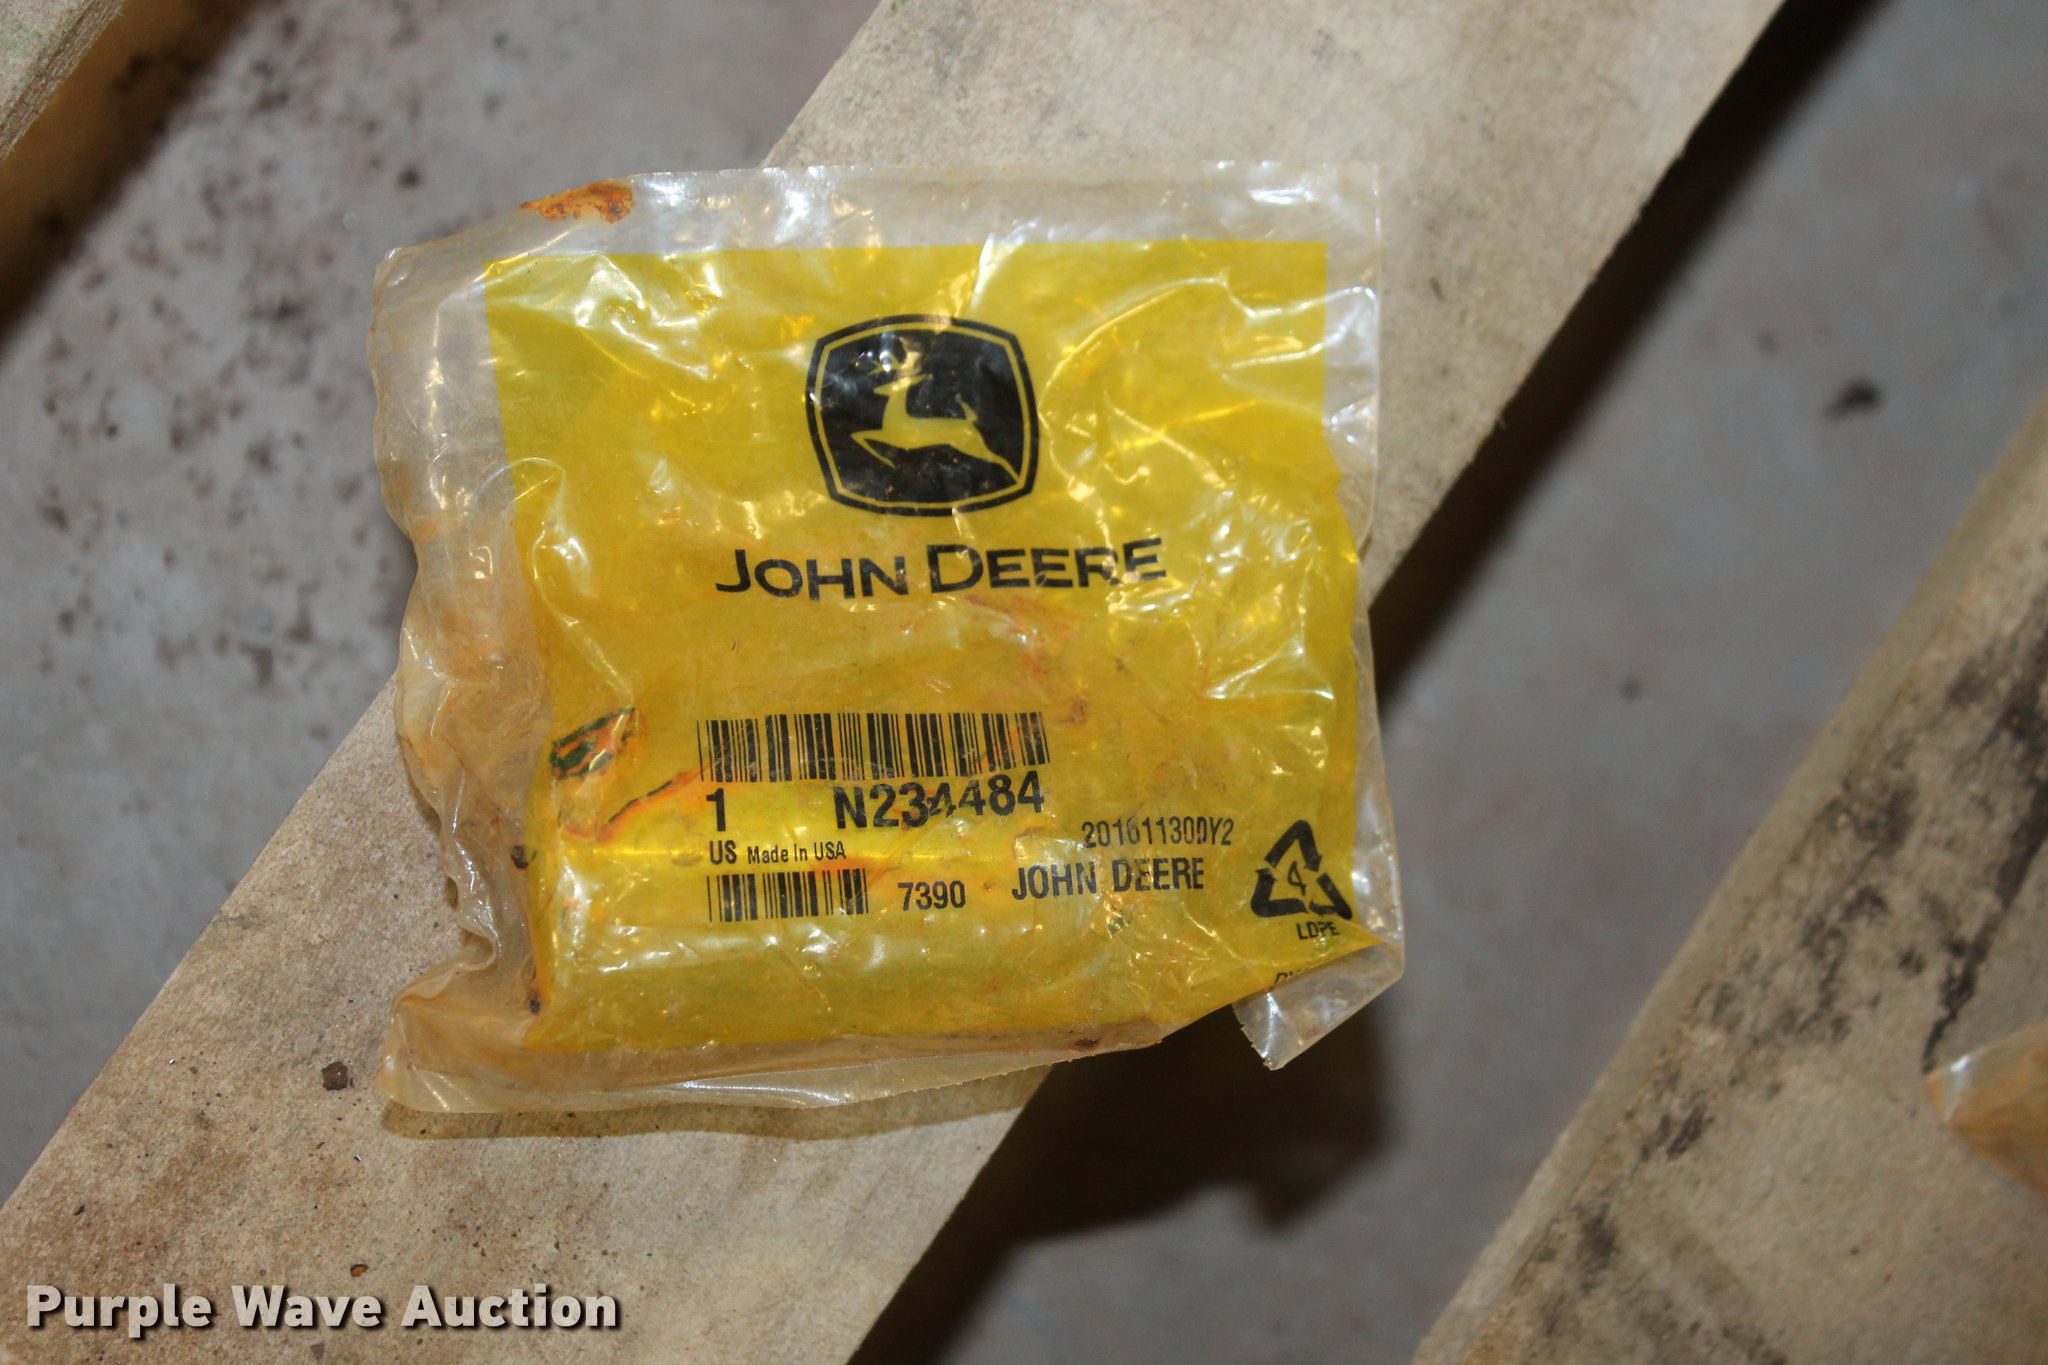 JOHN DEERE
1 N234484
US Made In USA
20161130DY2
7390 JOHN DEERE
4
LDPE
Purple Wave Auction